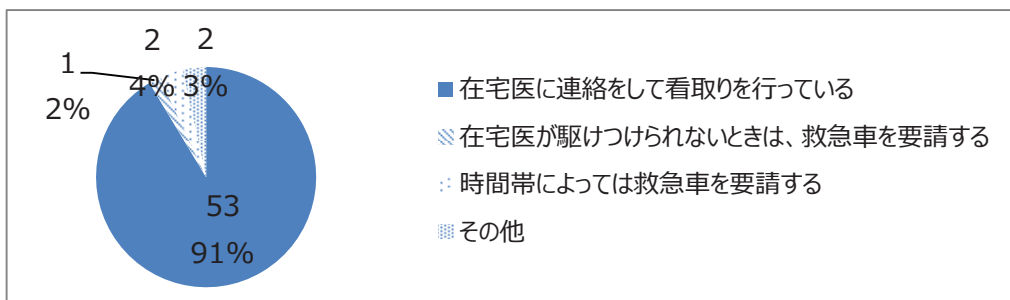 1
2%
2
4%
2
3%
53
91%
在宅医に連絡をして看取りを行っている
在宅医が駆けつけられないときは、救急車を要請する
時間帯によっては救急車を要請する
その他